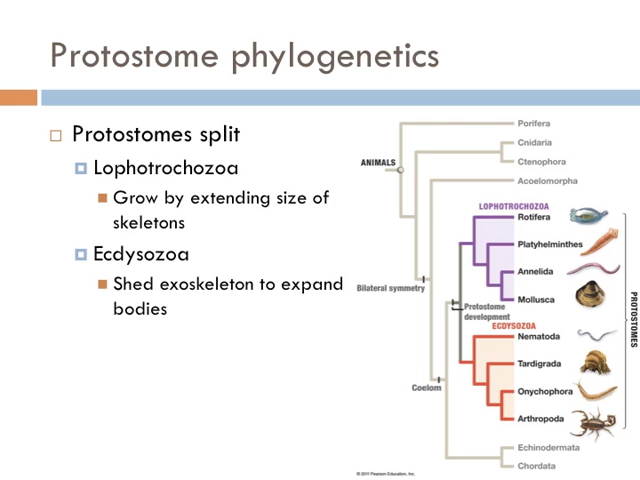 Protostome phylogenetics
Protostomes split
Lophotrochozoa
Grow by extending size of
skeletons
Ecdysozoa
Shed exoskeleton to expand
bodies
ANIMALS
Porifera
Cnidaria
Ctenophora
Acoelomorpha
LOPHOTROCHOZOA
Rotifera
Platyhelminthes
Annelida
Mollusca
Bilateral symmetry
Protostome
development
ECDYSOZOA
Nematoda
Tardigrada
Onychophora
Arthropoda
Coelom
Echinodermata
Chordata
PROTOSTOMES
© 2011 Pearson Education, Inc.